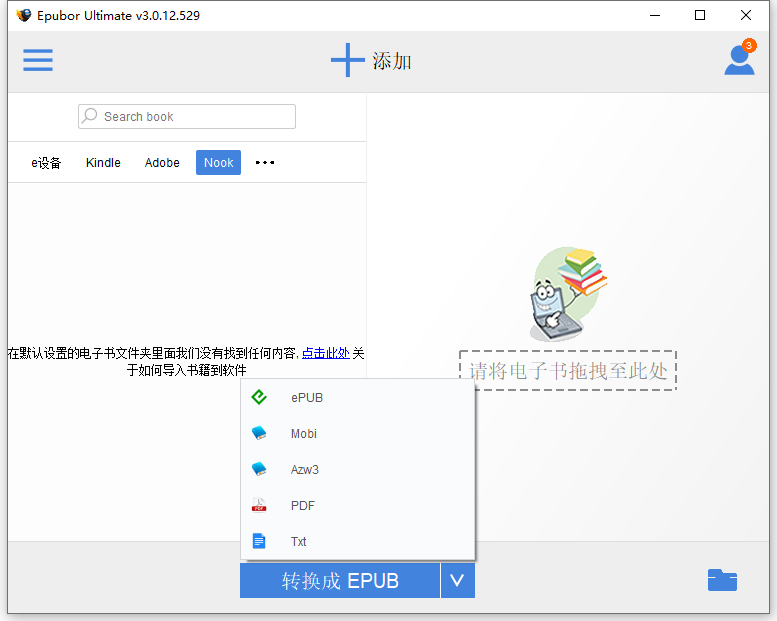 Epubor Ultimate v3.0.12.529
添加
3
Search book
e设备 Kindle Adobe Nook •••
在默认设置的电子书文件夹里面我们没有找到任何内容, 点击此处 关
于如何导入书籍到软件
请将电子书拖拽至此处
ePUB
Mobi
Azw3
PDF
PDF
Txt
转换成 EPUB